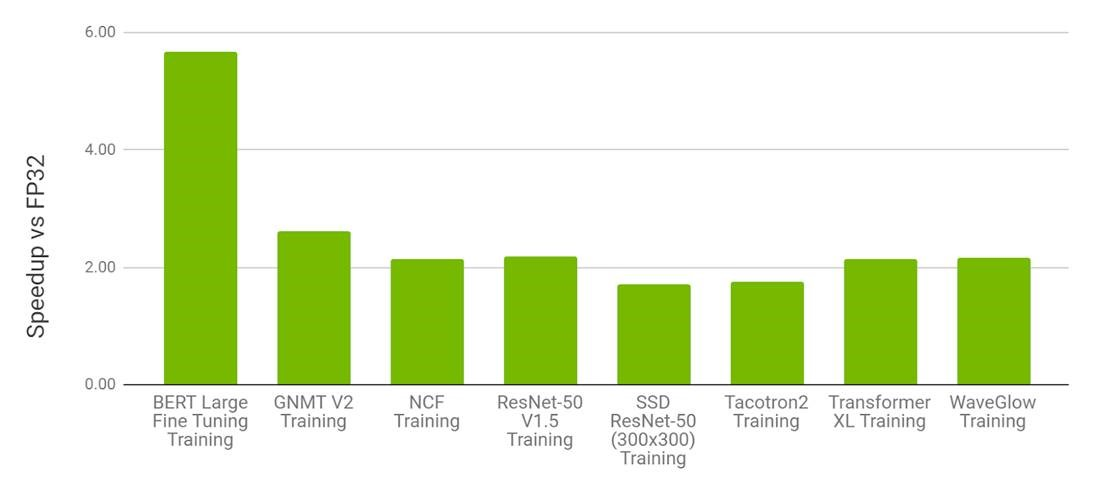 6.00
4.00
2.00
0.00
Speedup vs FP32
BERT Large
Fine Tuning
Training
GNMT V2
Training
NCF
Training
ResNet-50
V1.5
Training
SSD
ResNet-50
(300x300)
Training
Tacotron2
Training
Transformer
XL Training
WaveGlow
Training